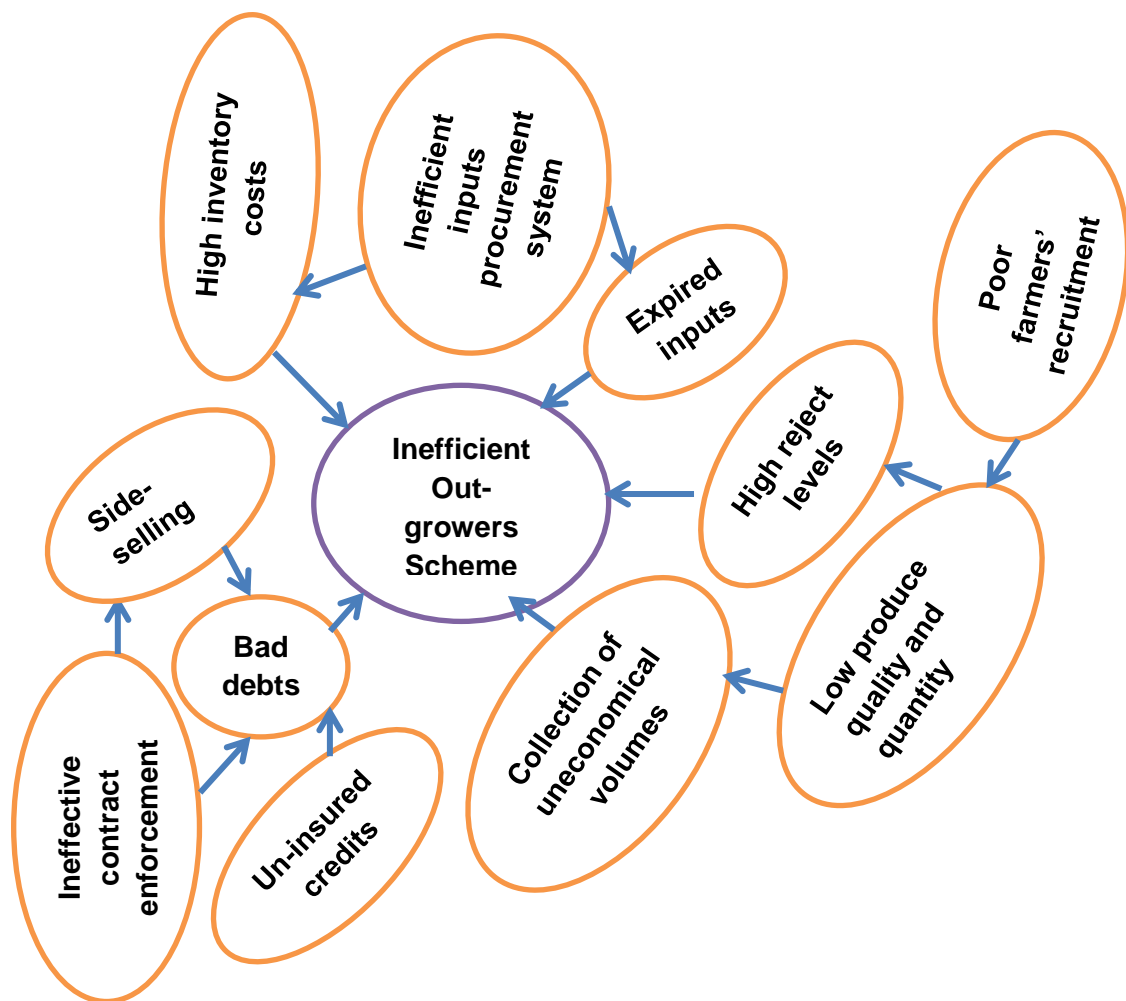 High inventory
costs
Inefficient
inputs
procurement
system
Poor
farmers’
recruitment
Expired
inputs
Inefficient
Out-
growers
Scheme
High reject
levels
Side-
selling
Low produce
quality and
quantity
Bad
debts
Collection of
uneconomical
volumes
Ineffective
contract
enforcement
Un-insured
credits